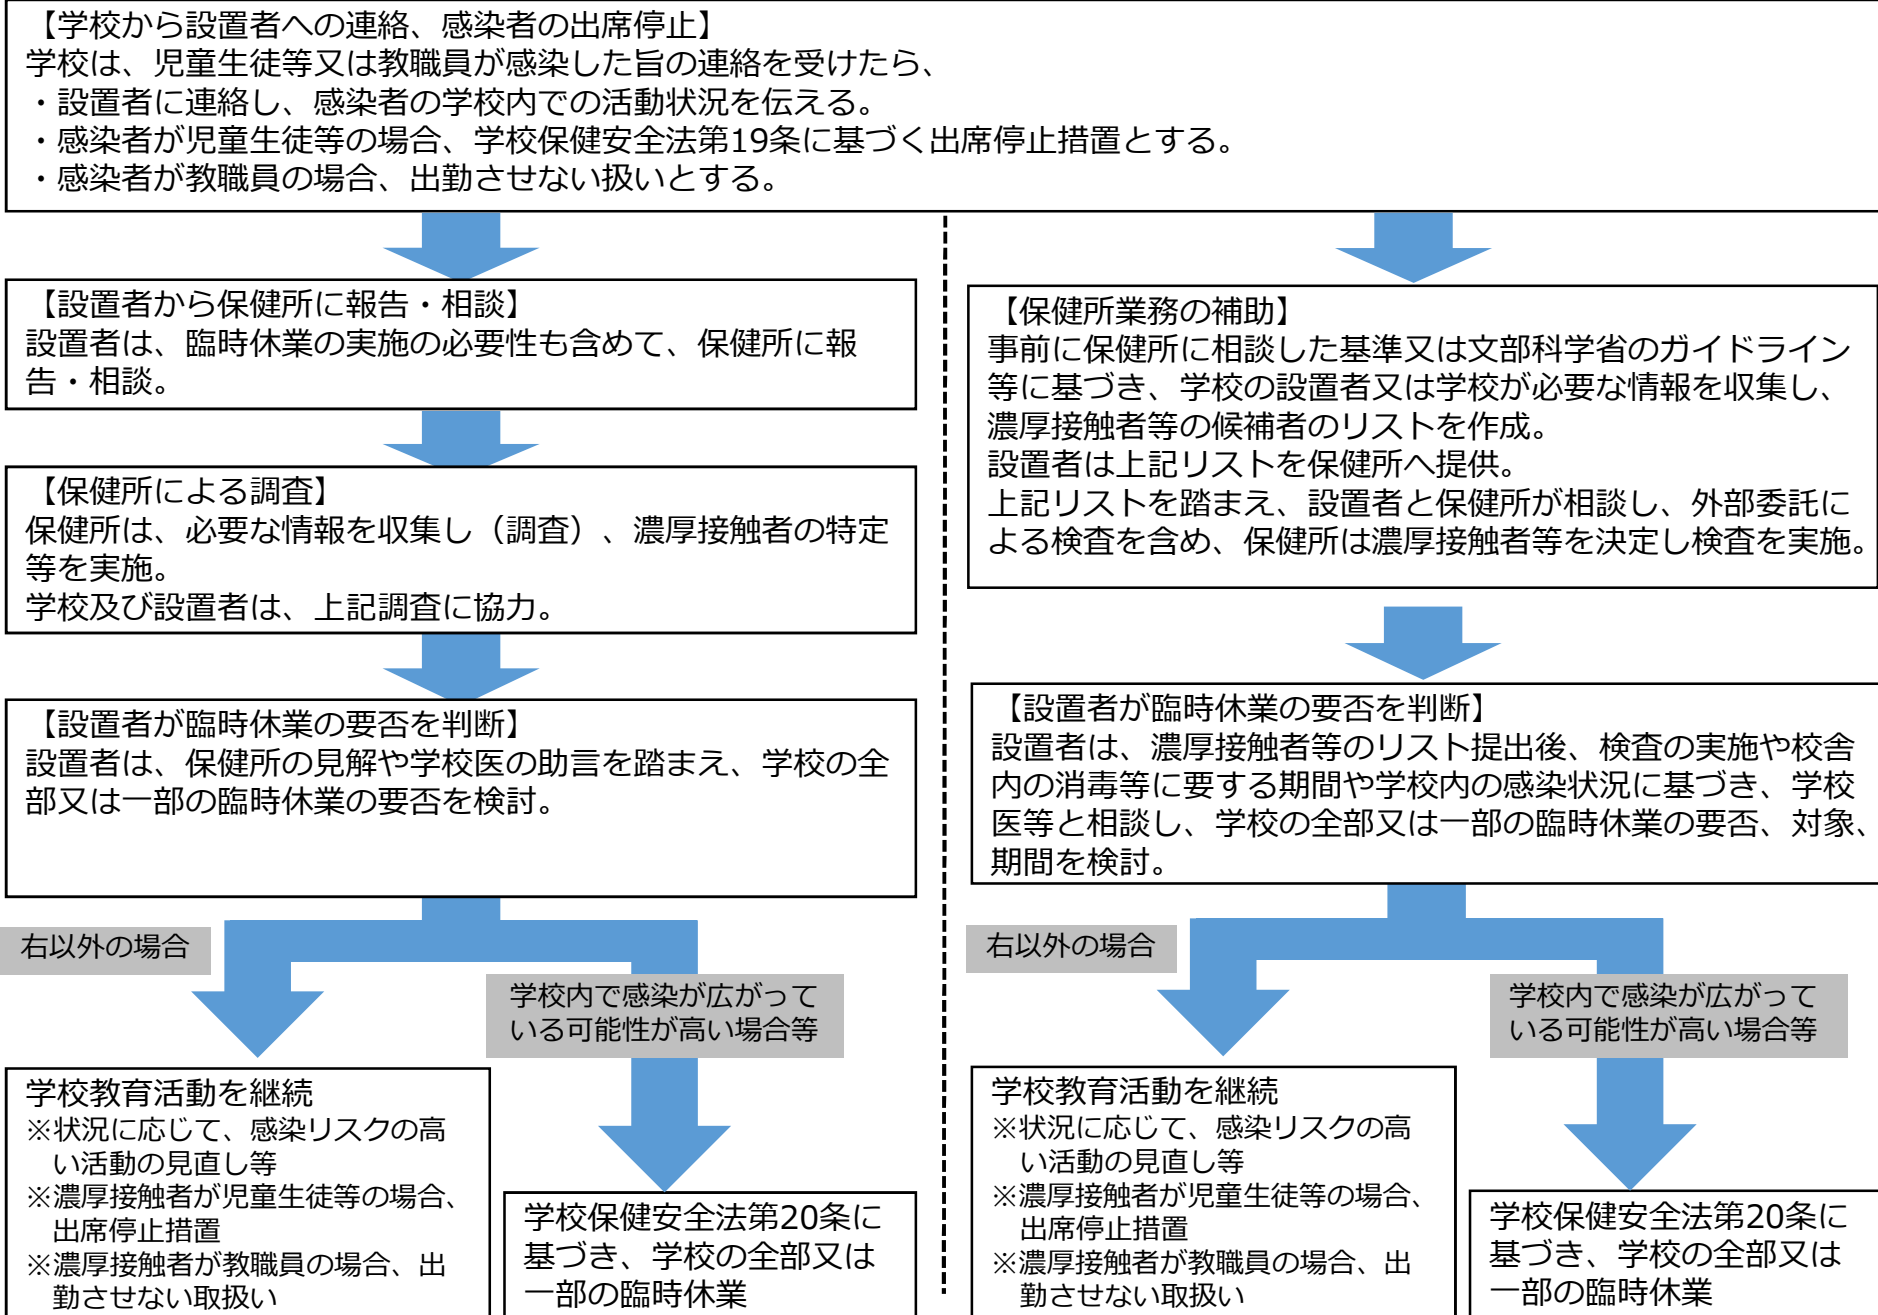 【学校から設置者への連絡、感染者の出席停止】
学校は、児童生徒等又は教職員が感染した旨の連絡を受けたら、
・設置者に連絡し、感染者の学校内での活動状況を伝える。
・感染者が児童生徒等の場合、学校保健安全法第19条に基づく出席停止措置とする。
・感染者が教職員の場合、出勤させない扱いとする。
【設置者から保健所に報告・相談】
設置者は、臨時休業の実施の必要性も含めて、保健所に報
告・相談。
【保健所による調査】
保健所は、必要な情報を収集し（調査）、濃厚接触者の特定
等を実施。
学校及び設置者は、上記調査に協力。
【設置者が臨時休業の要否を判断】
設置者は、保健所の見解や学校医の助言を踏まえ、学校の全
部又は一部の臨時休業の要否を検討。
右以外の場合
学校内で感染が広がって
いる可能性が高い場合等
学校教育活動を継続
※状況に応じて、感染リスクの高
い活動の見直し等
※濃厚接触者が児童生徒等の場合、
出席停止措置
※濃厚接触者が教職員の場合、出
勤させない取扱い
学校保健安全法第20条に
基づき、学校の全部又は
一部の臨時休業
【保健所業務の補助】
事前に保健所に相談した基準又は文部科学省のガイドライン
等に基づき、学校の設置者又は学校が必要な情報を収集し、
濃厚接触者等の候補者のリストを作成。
設置者は上記リストを保健所へ提供。
上記リストを踏まえ、設置者と保健所が相談し、外部委託に
よる検査を含め、保健所は濃厚接触者等を決定し検査を実施。
【設置者が臨時休業の要否を判断】
設置者は、濃厚接触者等のリスト提出後、検査の実施や校舎
内の消毒等に要する期間や学校内の感染状況に基づき、学校
医等と相談し、学校の全部又は一部の臨時休業の要否、対象、
期間を検討。
右以外の場合
学校内で感染が広がって
いる可能性が高い場合等
学校教育活動を継続
※状況に応じて、感染リスクの高
い活動の見直し等
※濃厚接触者が児童生徒等の場合、
出席停止措置
※濃厚接触者が教職員の場合、出
勤させない取扱い
学校保健安全法第20条に
基づき、学校の全部又は
一部の臨時休業